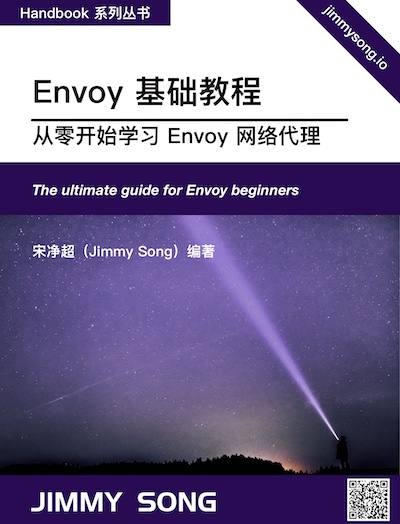 Handbook 系列丛书
jimmysong.io
Envoy 基础教程
从零开始学习 Envoy 网络代理
The ultimate guide for Envoy beginners
宋净超（Jimmy Song）编著
JIMMY SONG